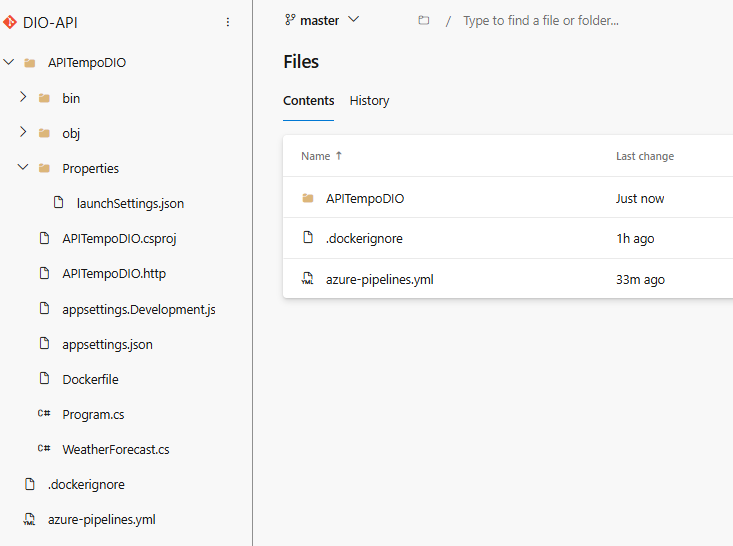 DIO-API
APITempoDIO
bin
obj
Properties
launchSettings.json
APITempoDIO.csproj
APITempoDIO.http
appsettings.Development.js
appsettings.json
Dockerfile
C# Program.cs
C# WeatherForecast.cs
.dockerignore
YML azure-pipelines.yml
master
/ Type to find a file or folder...
Files
Contents History
Name ↑ Last change
APITempoDIO Just now
.dockerignore 1h ago
YML azure-pipelines.yml 33m ago